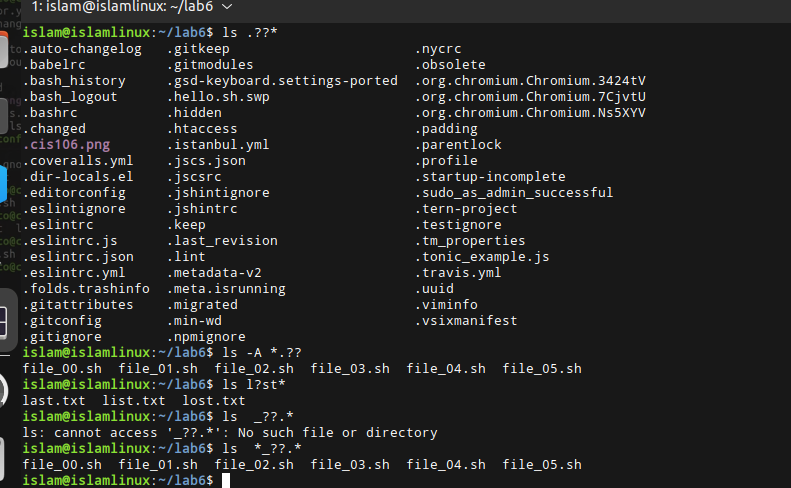 1: islam@islamlinux: ~/lab6
islam@islamlinux:~/lab6$ ls .??*
.auto-changelog .gitkeep .nycrc
.babelrc .gitmodules .obsolete
.bash_history .gsd-keyboard.settings-ported .org.chromium.Chromium.3424tV
.bash_logout .hello.sh.swp .org.chromium.Chromium.7CjvtU
.bashrc .hidden .org.chromium.Chromium.Ns5XYV
.changed .htaccess .padding
.cis106.png .istanbul.yml .parentlock
.coveralls.yml .jscs.json .profile
.dir-locals.el .jscsrc .startup-incomplete
.editorconfig .jshintignore .sudo_as_admin_successful
.eslintignore .jshintrc .tern-project
.eslintrc .keep .testignore
.eslintrc.js .last_revision .tm_properties
.eslintrc.json .lint .tonic_example.js
.eslintrc.yml .metadata-v2 .travis.yml
.folds.trashinfo .meta.isrunning .uuid
.gitattributes .migrated .viminfo
.gitconfig .min-wd .vsixmanifest
.gitignore .npmignore
islam@islamlinux:~/lab6$ ls -A *.??
file_00.sh file_01.sh file_02.sh file_03.sh file_04.sh file_05.sh
islam@islamlinux:~/lab6$ ls l?st*
last.txt list.txt lost.txt
islam@islamlinux:~/lab6$ ls  _??.*
ls: cannot access '_??.*': No such file or directory
islam@islamlinux:~/lab6$ ls  *_??.*
file_00.sh file_01.sh file_02.sh file_03.sh file_04.sh file_05.sh
islam@islamlinux:~/lab6$